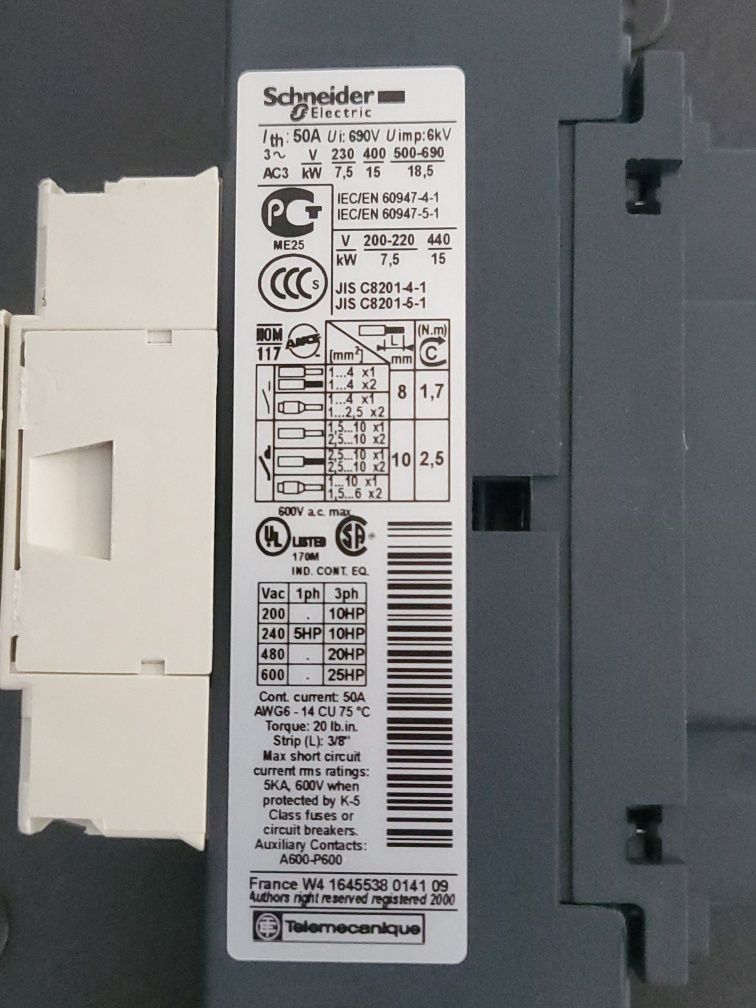 Schneider
Electric
Ith: 50A Ui: 690V Uimp: 6kV
3~ V 230 400 500-690
AC3 kW 7,5 15 18,5
PCT
ME25
IEC/EN 60947-4-1
IEC/EN 60947-5-1
V 200-220 440
kW 7,5 15
CCC S
JIS C8201-4-1
JIS C8201-5-1
NOM ANCE
117
[mm²] L mm (N.m) C
1...4 x1
1...4 x2
1...4 x1
1...2,5 x2
8 1,7
1,5...10 x1
2,5...10 x2
2,5...10 x1
2,5...10 x2
1...10 x1
1,5...6 x2
10 2,5
600V a.c. max
UL LISTED SA ®
170M
IND. CONT. EQ.
Vac 1ph 3ph
200 . 10HP
240 5HP 10HP
480 . 20HP
600 . 25HP
Cont. current: 50A
AWG6 - 14 CU 75 °C
Torque: 20 lb.in.
Strip (L): 3/8"
Max short circuit
current rms ratings:
5KA, 600V when
protected by K-5
Class fuses or
circuit breakers.
Auxiliary Contacts:
A600-P600
France W4 1645538 0141 09
Authors right reserved registered 2000
Telemecanique